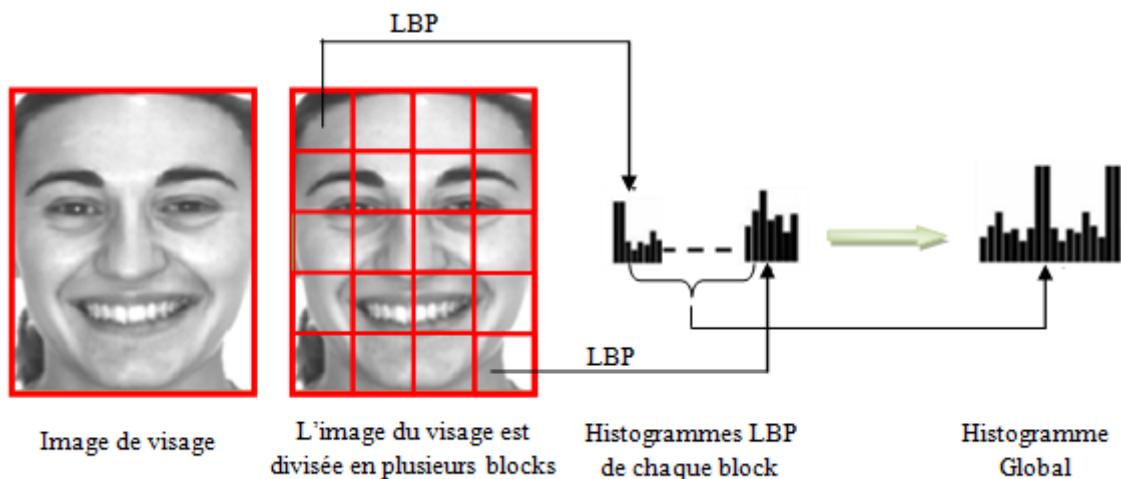 LBP
LBP
Image de visage
L'image du visage est
divisée en plusieurs blocks
Histogrammes LBP
de chaque block
Histogramme
Global